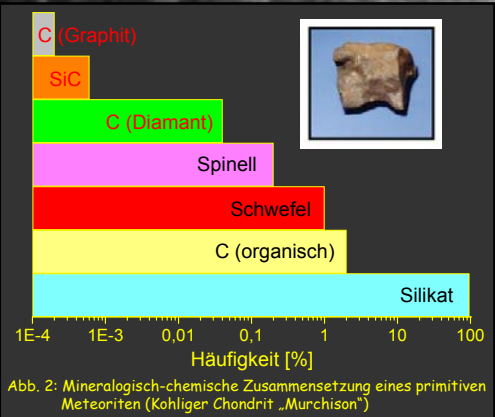 C (Graphit)
SiC
C (Diamant)
Spinell
Schwefel
C (organisch)
Silikat
1E-4 1E-3 0,01 0,1 1 10 100
Häufigkeit [%]
Abb. 2: Mineralogisch-chemische Zusammensetzung eines primitiven
Meteoriten (Kohliger Chondrit „Murchison“)